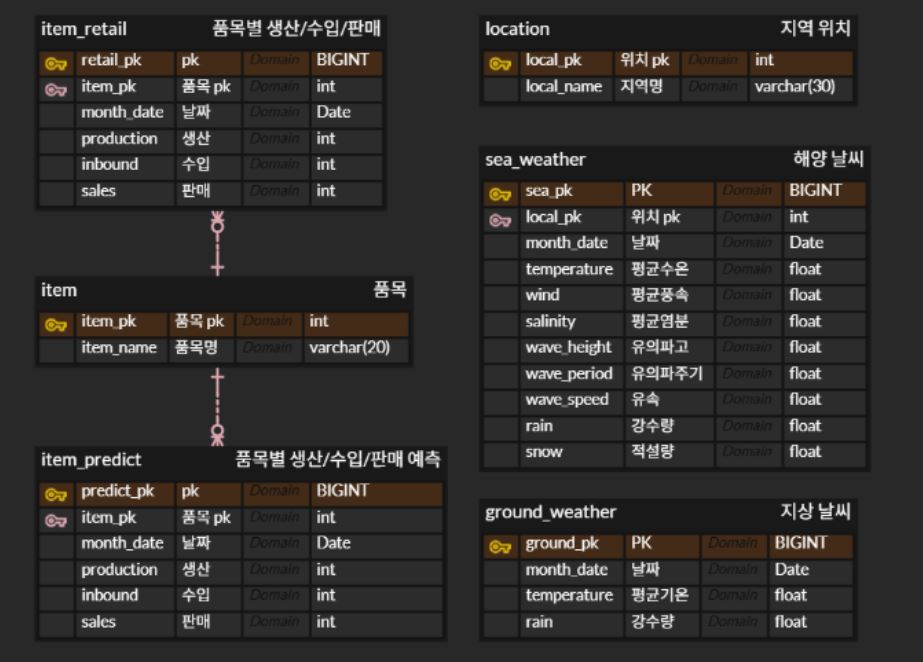 item_retail 품목별 생산/수입/판매
retail_pk pk Domain BIGINT
item_pk 품목 pk Domain int
month_date 날짜 Domain Date
production 생산 Domain int
inbound 수입 Domain int
sales 판매 Domain int
item 품목
item_pk 품목 pk Domain int
item_name 품목명 Domain varchar(20)
item_predict 품목별 생산/수입/판매 예측
predict_pk pk Domain BIGINT
item_pk 품목 pk Domain int
month_date 날짜 Domain Date
production 생산 Domain int
inbound 수입 Domain int
sales 판매 Domain int
location 지역 위치
local_pk 위치 pk Domain int
local_name 지역명 Domain varchar(30)
sea_weather 해양 날씨
sea_pk PK Domain BIGINT
local_pk 위치 pk Domain int
month_date 날짜 Domain Date
temperature 평균수온 Domain float
wind 평균풍속 Domain float
salinity 평균염분 Domain float
wave_height 유의파고 Domain float
wave_period 유의파주기 Domain float
wave_speed 유속 Domain float
rain 강수량 Domain float
snow 적설량 Domain float
ground_weather 지상 날씨
ground_pk PK Domain BIGINT
month_date 날짜 Domain Date
temperature 평균기온 Domain float
rain 강수량 Domain float